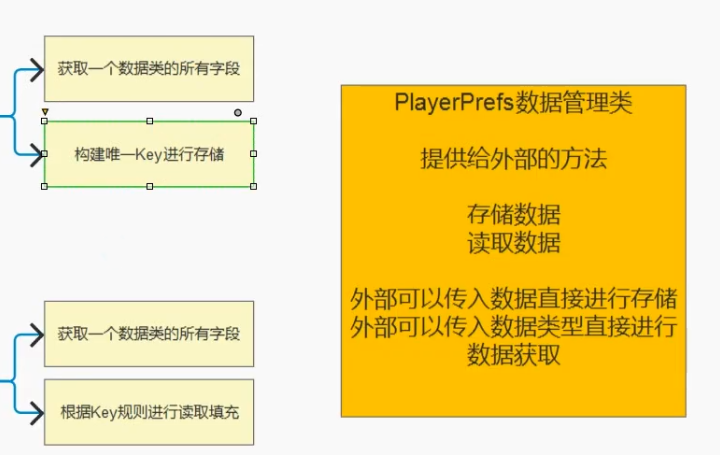 获取一个数据类的所有字段
构建唯一Key进行存储
获取一个数据类的所有字段
根据Key规则进行读取填充
PlayerPrefs数据管理类
提供给外部的方法
存储数据
读取数据
外部可以传入数据直接进行存储
外部可以传入数据类型直接进行
数据获取